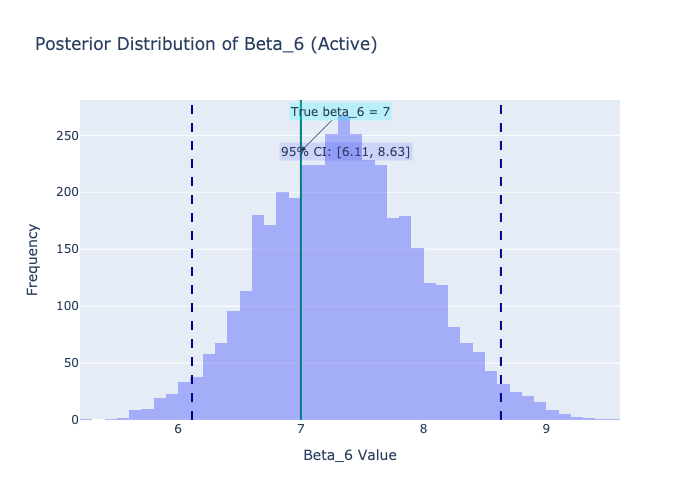 Posterior Distribution of Beta_6 (Active)
True beta_6 = 7
95% CI: [6.11, 8.63]
250
200
150
100
50
0
6
7
8
9
Frequency
Beta_6 Value